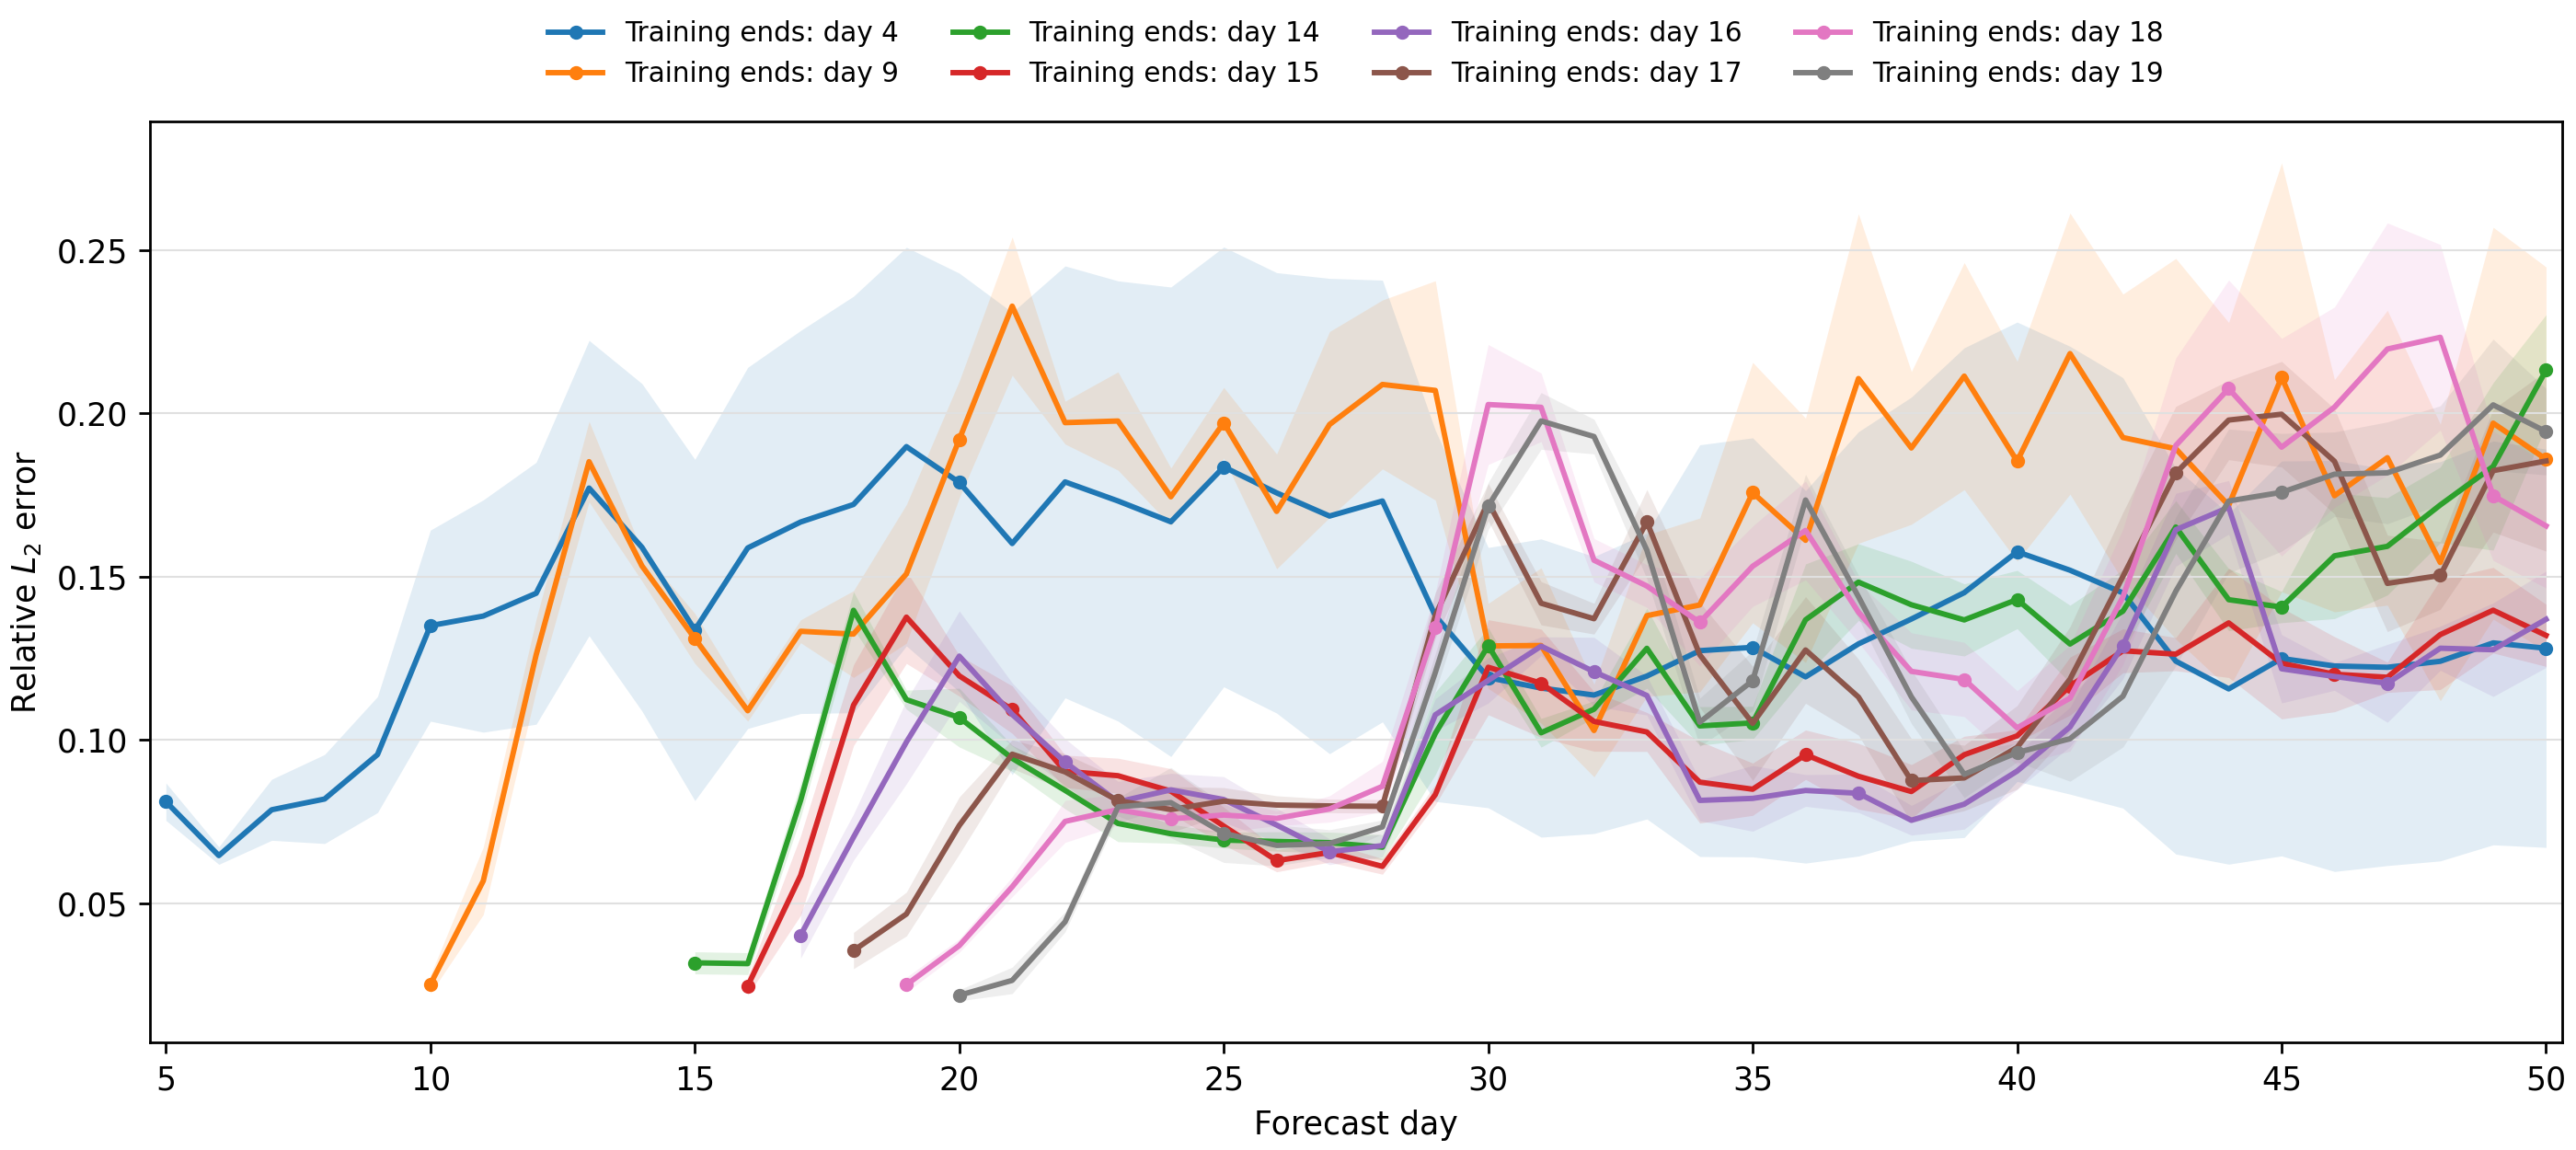 Training ends: day 4 Training ends: day 14 Training ends: day 16 Training ends: day 18
Training ends: day 9 Training ends: day 15 Training ends: day 17 Training ends: day 19
Relative L₂ error
0.25
0.20
0.15
0.10
0.05
5 10 15 20 25 30 35 40 45 50
Forecast day